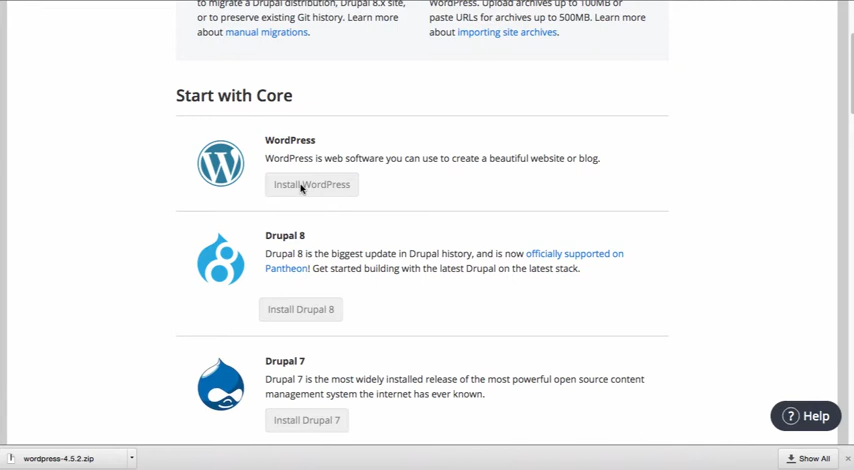 to migrate a Drupal distribution, Drupal 8.x site,
or to preserve existing Git history. Learn more
about manual migrations.
WordPress. Upload archives up to 100MB or
paste URLs for archives up to 500MB. Learn more
about importing site archives.
Start with Core
WordPress
WordPress is web software you can use to create a beautiful website or blog.
Install WordPress
Drupal 8
Drupal 8 is the biggest update in Drupal history, and is now officially supported on
Pantheon! Get started building with the latest Drupal on the latest stack.
Install Drupal 8
Drupal 7
Drupal 7 is the most widely installed release of the most powerful open source content
management system the internet has ever known.
Install Drupal 7
? Help
wordpress-4.5.2.zip
Show All